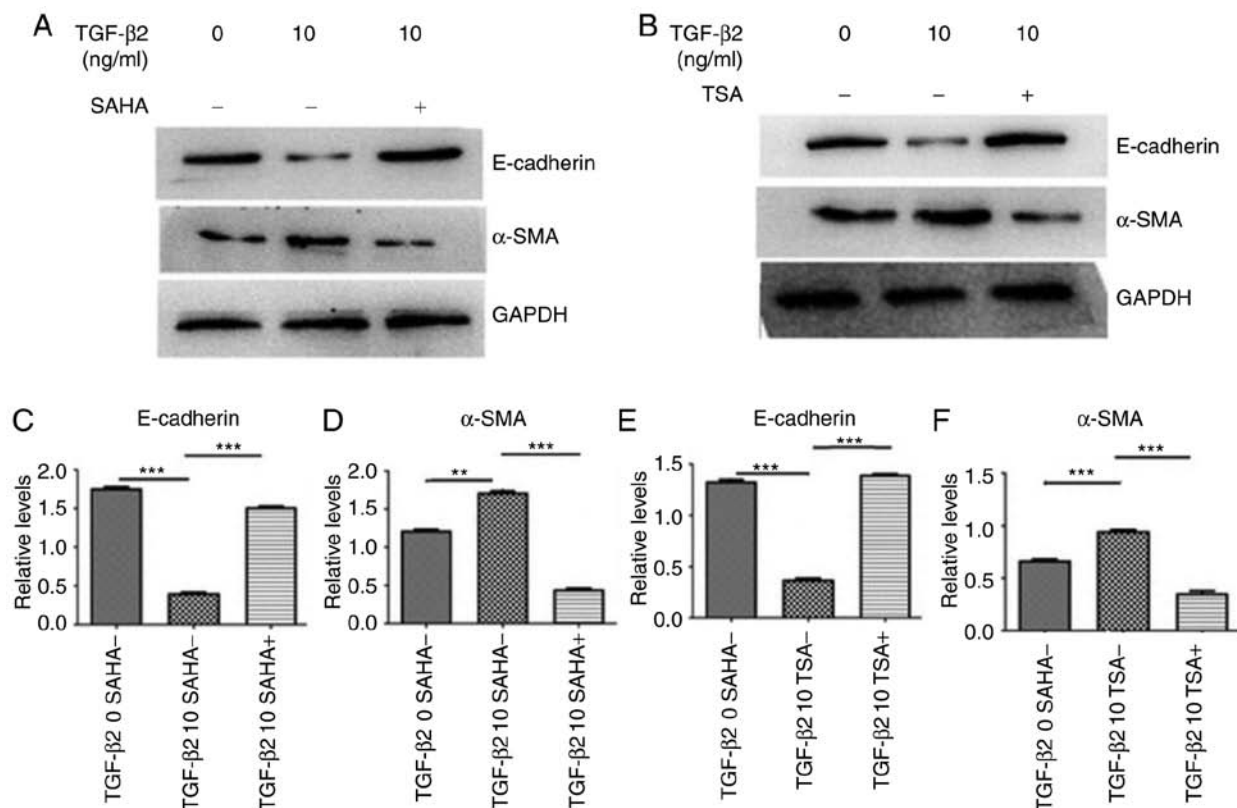 A
TGF-β2 0 10 10
(ng/ml)
SAHA – – +
E-cadherin
α-SMA
GAPDH
B
TGF-β2 0 10 10
(ng/ml)
TSA – – +
E-cadherin
α-SMA
GAPDH
C
E-cadherin
Relative levels
2.0
1.5
1.0
0.5
0.0
***
***
TGF-β2 0 SAHA–
TGF-β2 10 SAHA–
TGF-β2 10 SAHA+
D
α-SMA
Relative levels
2.0
1.5
1.0
0.5
0.0
**
***
TGF-β2 0 SAHA–
TGF-β2 10 SAHA–
TGF-β2 10 SAHA+
E
E-cadherin
Relative levels
1.5
1.0
0.5
0.0
***
***
TGF-β2 0 SAHA–
TGF-β2 10 TSA–
TGF-β2 10 TSA+
F
α-SMA
Relative levels
1.5
1.0
0.5
0.0
***
***
TGF-β2 0 SAHA–
TGF-β2 10 TSA–
TGF-β2 10 TSA+